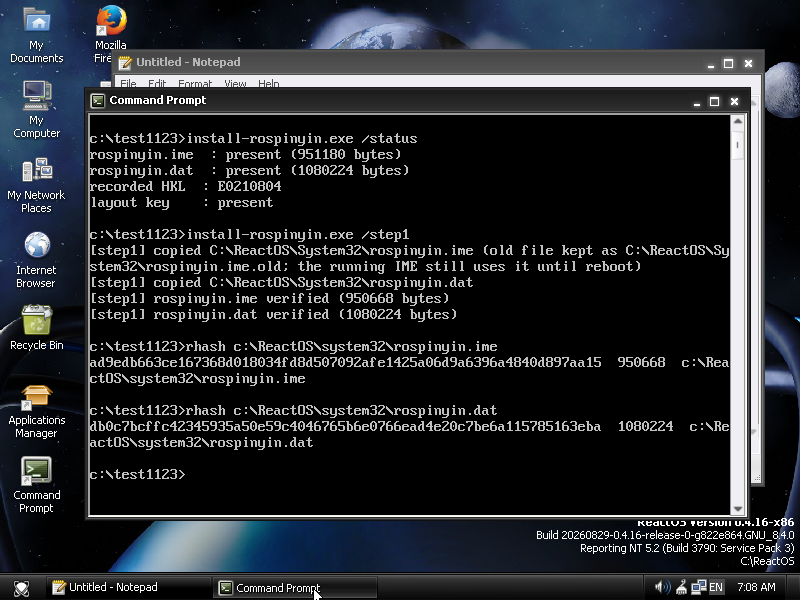 My Documents
Mozilla
Fire
My Computer
My Network Places
Internet Browser
Recycle Bin
Applications Manager
Command Prompt
Untitled - Notepad
File Edit Format View Help
Command Prompt
c:\test1123>install-rospinyin.exe /status
rospinyin.ime : present (951180 bytes)
rospinyin.dat : present (1080224 bytes)
recorded HKL : E0210804
layout key : present
c:\test1123>install-rospinyin.exe /step1
[step1] copied C:\ReactOS\System32\rospinyin.ime (old file kept as C:\ReactOS\Sy
stem32\rospinyin.ime.old; the running IME still uses it until reboot)
[step1] copied C:\ReactOS\System32\rospinyin.dat
[step1] rospinyin.ime verified (950668 bytes)
[step1] rospinyin.dat verified (1080224 bytes)
c:\test1123>rhash c:\ReactOS\system32\rospinyin.ime
ad9edb663ce167368d018034fd8d507092afe1425a06d9a6396a4840d897aa15 950668 c:\Rea
ctOS\system32\rospinyin.ime
c:\test1123>rhash c:\ReactOS\system32\rospinyin.dat
db0c7bcffc42345935a50e59c4046765b6e0766ead4e20c7be6a115785163eba 1080224 c:\Re
actOS\system32\rospinyin.dat
c:\test1123>
ReactOS Version 0.4.16-x86
Build 20260829-0.4.16-release-0-g822e864.GNU_8.4.0
Reporting NT 5.2 (Build 3790: Service Pack 3)
C:\ReactOS
Untitled - Notepad
Command Prompt
EN
7:08 AM